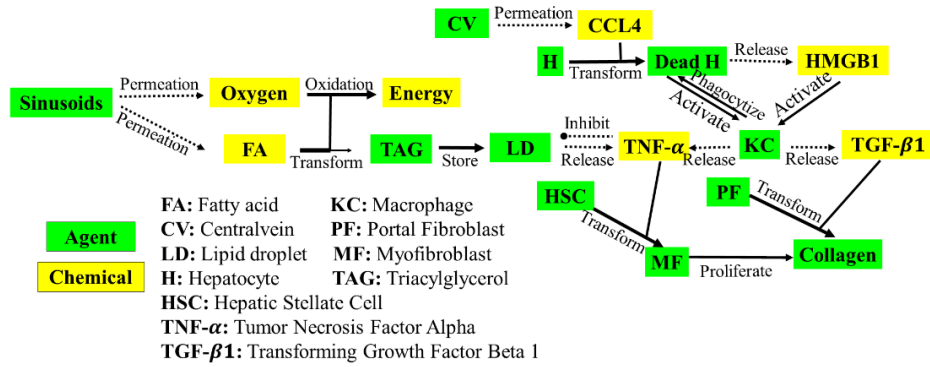 CV Permeation CCL4
H Transform Dead H Release HMGB1
Phagocytize
Activate
Activate
Sinusoids Permeation Oxygen Oxidation Energy
Permeation FA Transform TAG Store LD
Inhibit
Release TNF-α Release KC Release TGF-β1
HSC Transform MF Proliferate Collagen
PF Transform
Agent
Chemical
FA: Fatty acid KC: Macrophage
CV: Centralvein PF: Portal Fibroblast
LD: Lipid droplet MF: Myofibroblast
H: Hepatocyte TAG: Triacylglycerol
HSC: Hepatic Stellate Cell
TNF-α: Tumor Necrosis Factor Alpha
TGF-β1: Transforming Growth Factor Beta 1